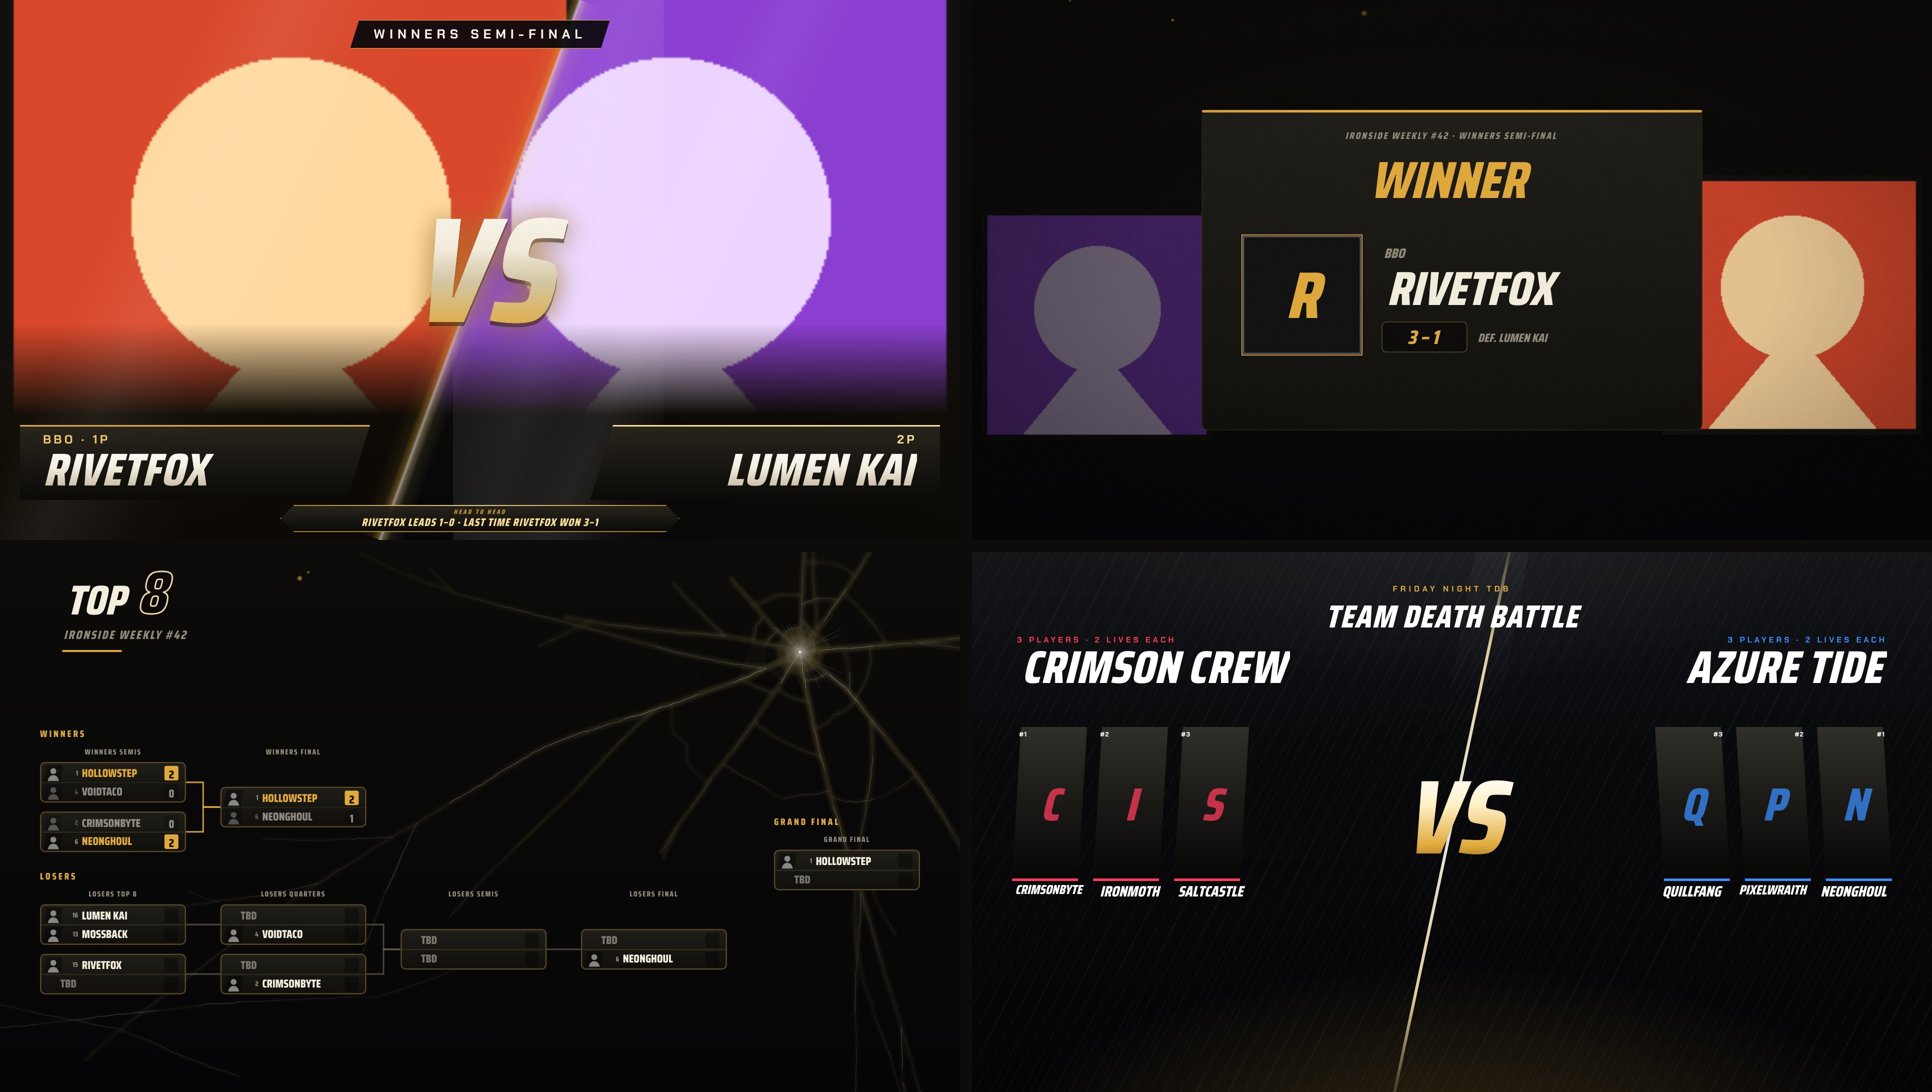 WINNERS SEMI-FINAL
VS
BBO · 1P
RIVETFOX
2P
LUMEN KAI
HEAD TO HEAD
RIVETFOX LEADS 1-0 · LAST TIME RIVETFOX WON 3-1
IRONSIDE WEEKLY #42 · WINNERS SEMI-FINAL
WINNER
R
BBO
RIVETFOX
3 – 1
DEF. LUMEN KAI
TOP 8
IRONSIDE WEEKLY #42
WINNERS
WINNERS SEMIS
WINNERS FINAL
1 HOLLOWSTEP 2
4 VOIDTACO 0
2 CRIMSONBYTE 0
6 NEONGHOUL 2
1 HOLLOWSTEP 2
6 NEONGHOUL 1
GRAND FINAL
GRAND FINAL
1 HOLLOWSTEP
TBD
LOSERS
LOSERS TOP 8
LOSERS QUARTERS
LOSERS SEMIS
LOSERS FINAL
16 LUMEN KAI
13 MOSSBACK
15 RIVETFOX
TBD
TBD
4 VOIDTACO
TBD
2 CRIMSONBYTE
TBD
TBD
TBD
6 NEONGHOUL
FRIDAY NIGHT TDB
TEAM DEATH BATTLE
3 PLAYERS · 2 LIVES EACH
CRIMSON CREW
3 PLAYERS · 2 LIVES EACH
AZURE TIDE
#1
C
CRIMSONBYTE
#2
I
IRONMOTH
#3
S
SALTCASTLE
VS
#3
Q
QUILLFANG
#2
P
PIXELWRAITH
#1
N
NEONGHOUL